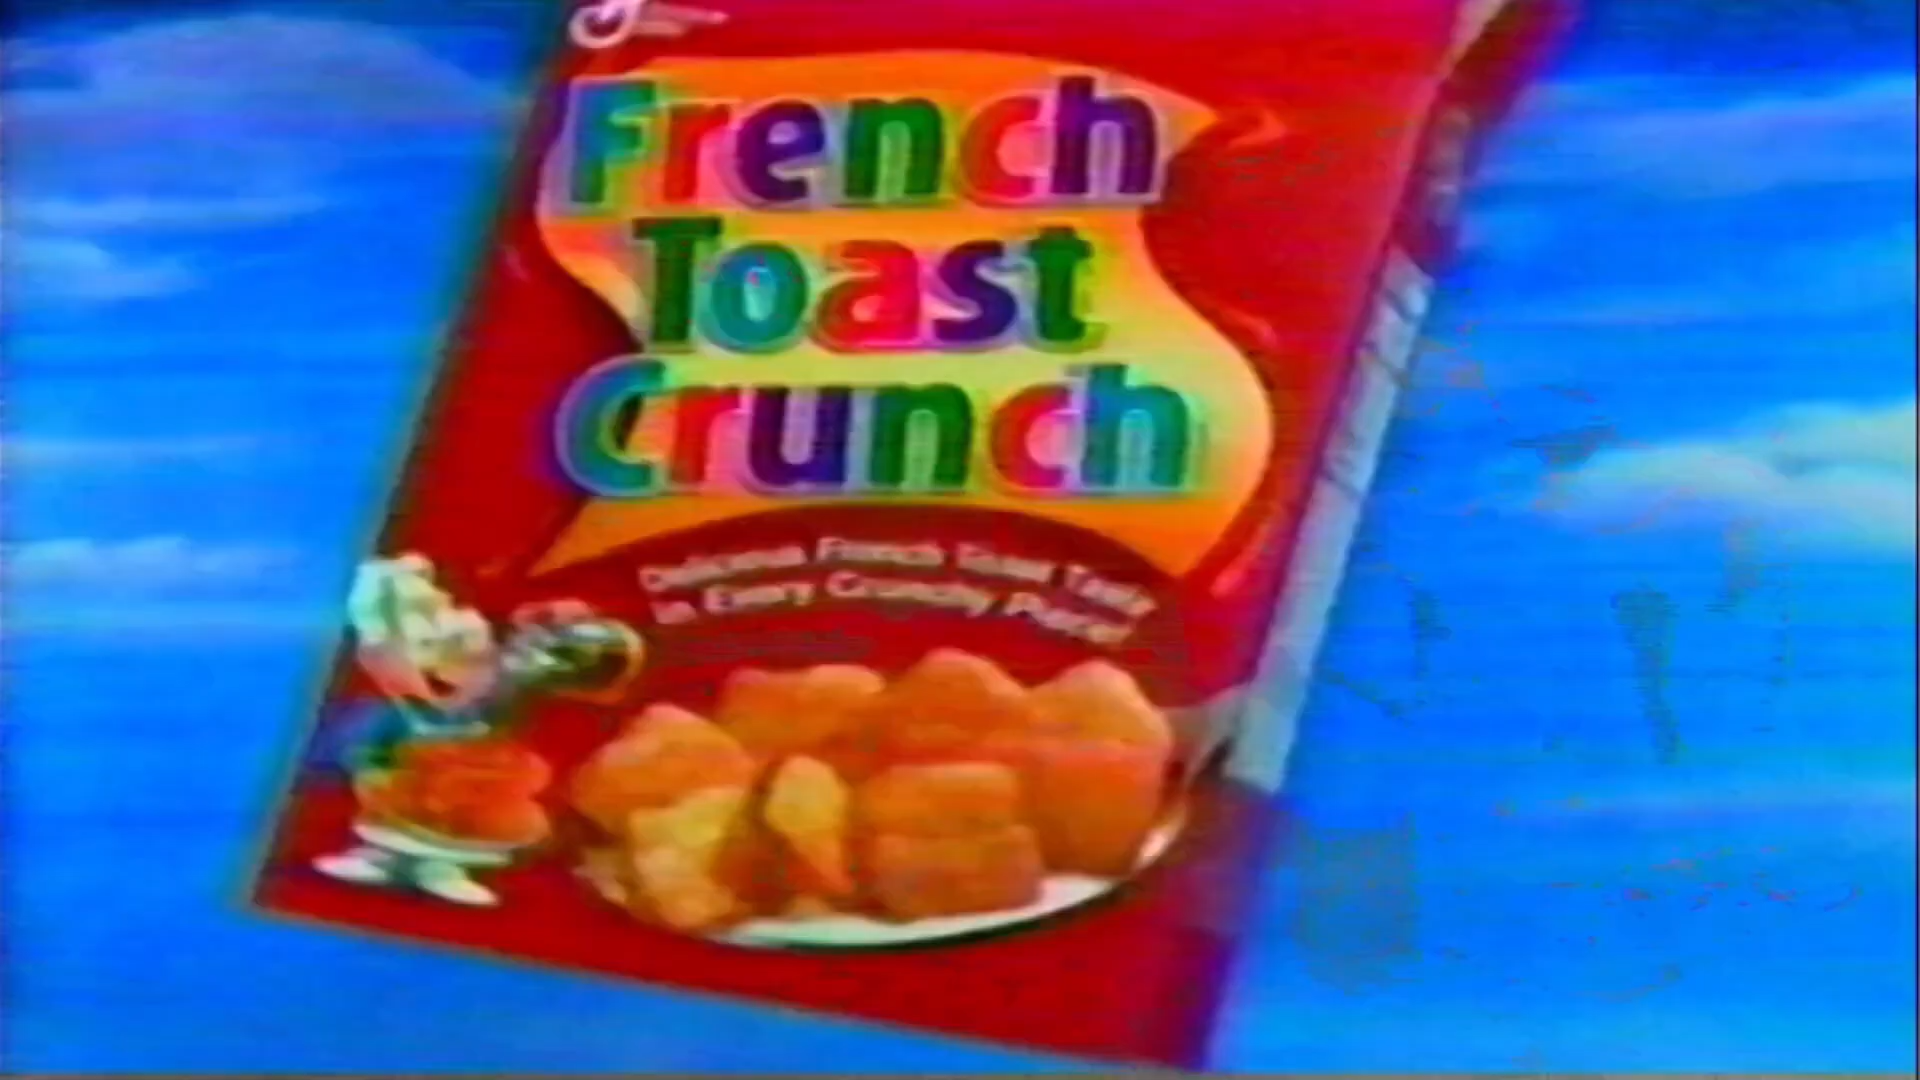 French
Toast
Crunch
Delicious French Toast Taste
in Every Crunchy Piece!